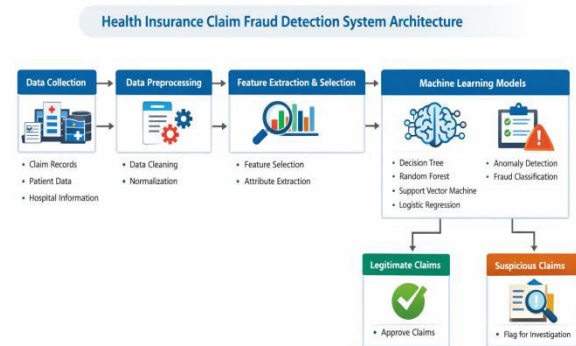 Health Insurance Claim Fraud Detection System Architecture
Data Collection
• Claim Records
• Patient Data
• Hospital Information
Data Preprocessing
• Data Cleaning
• Normalization
Feature Extraction & Selection
• Feature Selection
• Attribute Extraction
Machine Learning Models
• Decision Tree
• Random Forest
• Support Vector Machine
• Logistic Regression
• Anomaly Detection
• Fraud Classification
Legitimate Claims
• Approve Claims
Suspicious Claims
• Flag for Investigation